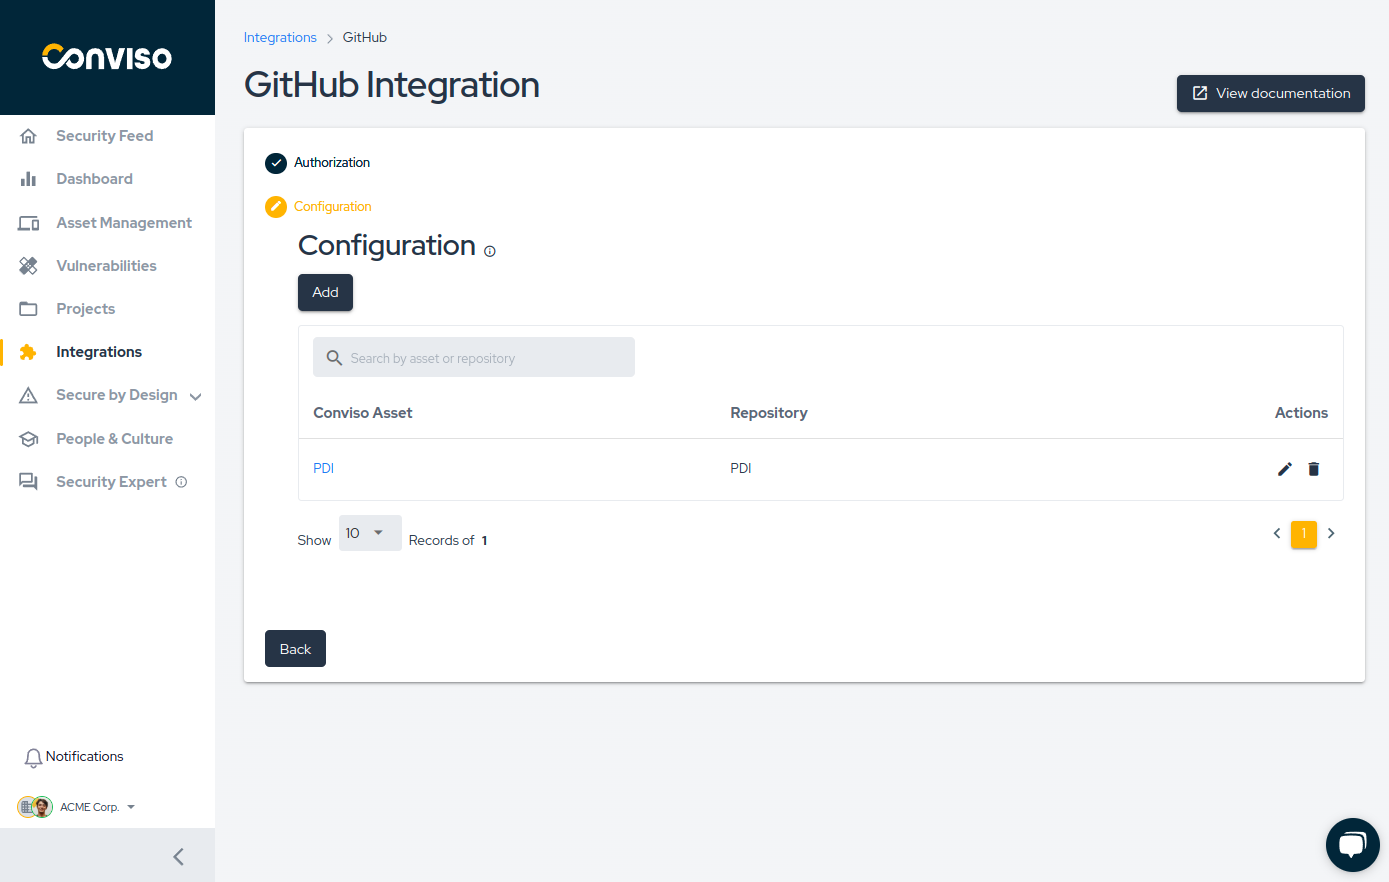 Conviso
Security Feed
Dashboard
Asset Management
Vulnerabilities
Projects
Integrations
Secure by Design
People & Culture
Security Expert
Notifications
ACME Corp.
Integrations > GitHub
GitHub Integration
View documentation
Authorization
Configuration
Configuration
Add
Search by asset or repository
Conviso Asset Repository Actions
PDI PDI
Show 10 Records of 1
1
Back